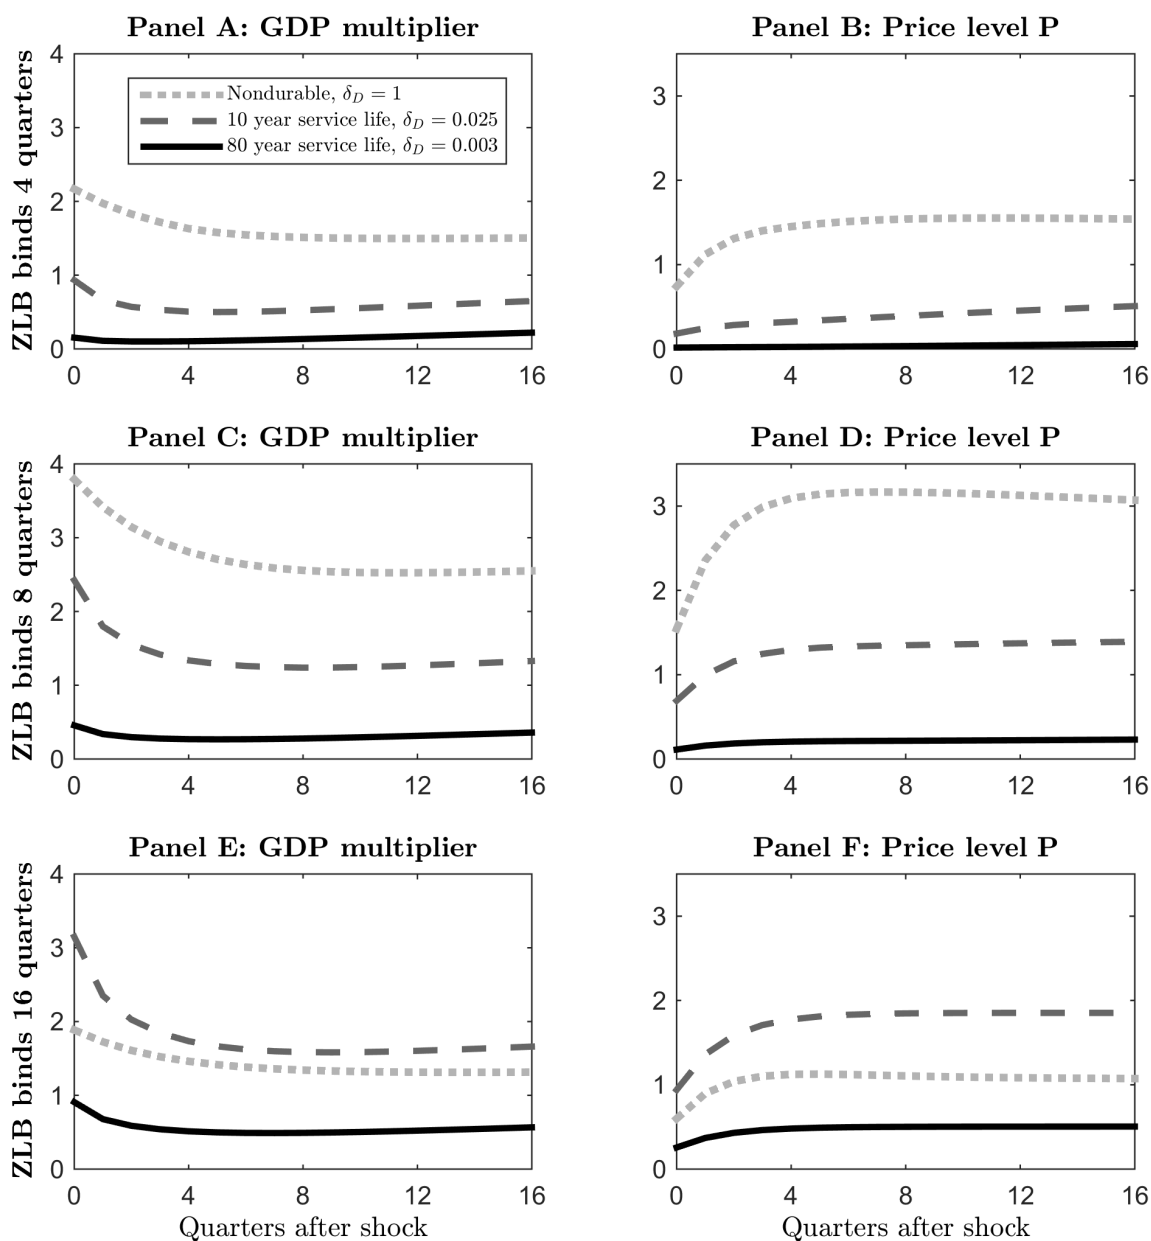 Panel A: GDP multiplier
Panel B: Price level P
ZLB binds 4 quarters
4
3
2
1
0
Nondurable, δ_D = 1
10 year service life, δ_D = 0.025
80 year service life, δ_D = 0.003
0 4 8 12 16
3
2
1
0
0 4 8 12 16
Panel C: GDP multiplier
Panel D: Price level P
ZLB binds 8 quarters
4
3
2
1
0
0 4 8 12 16
3
2
1
0
0 4 8 12 16
Panel E: GDP multiplier
Panel F: Price level P
ZLB binds 16 quarters
4
3
2
1
0
0 4 8 12 16
Quarters after shock
3
2
1
0
0 4 8 12 16
Quarters after shock